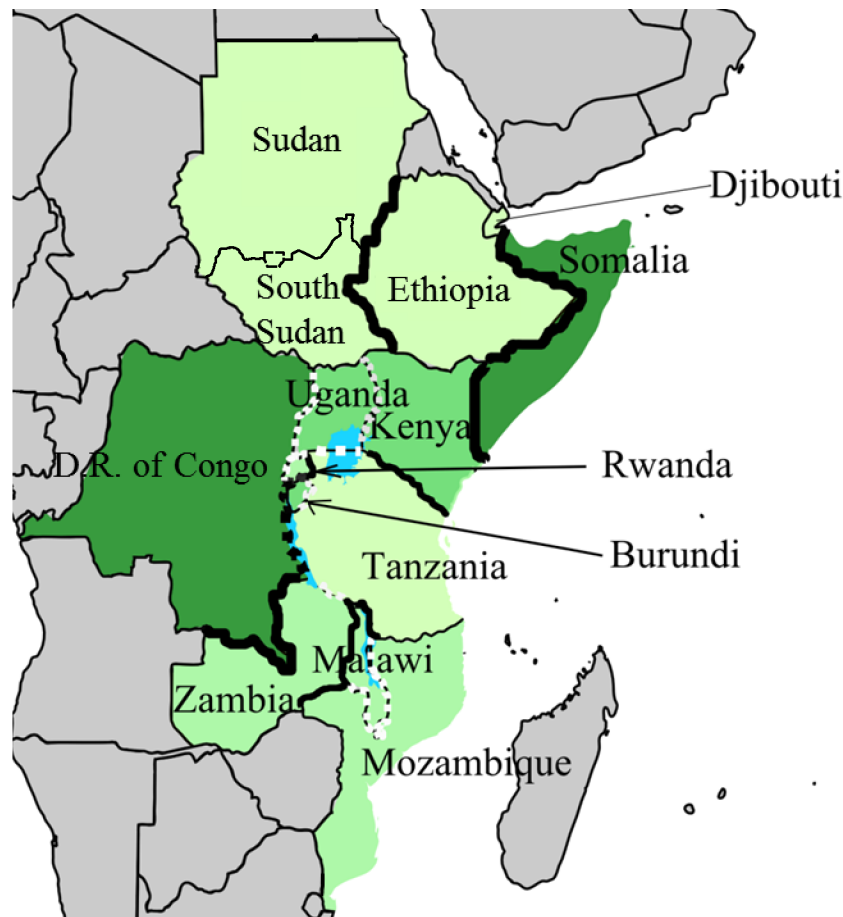 Sudan
Djibouti
Somalia
South
Sudan
Ethiopia
Uganda
Kenya
D.R. of Congo
Rwanda
Burundi
Tanzania
Malawi
Zambia
Mozambique